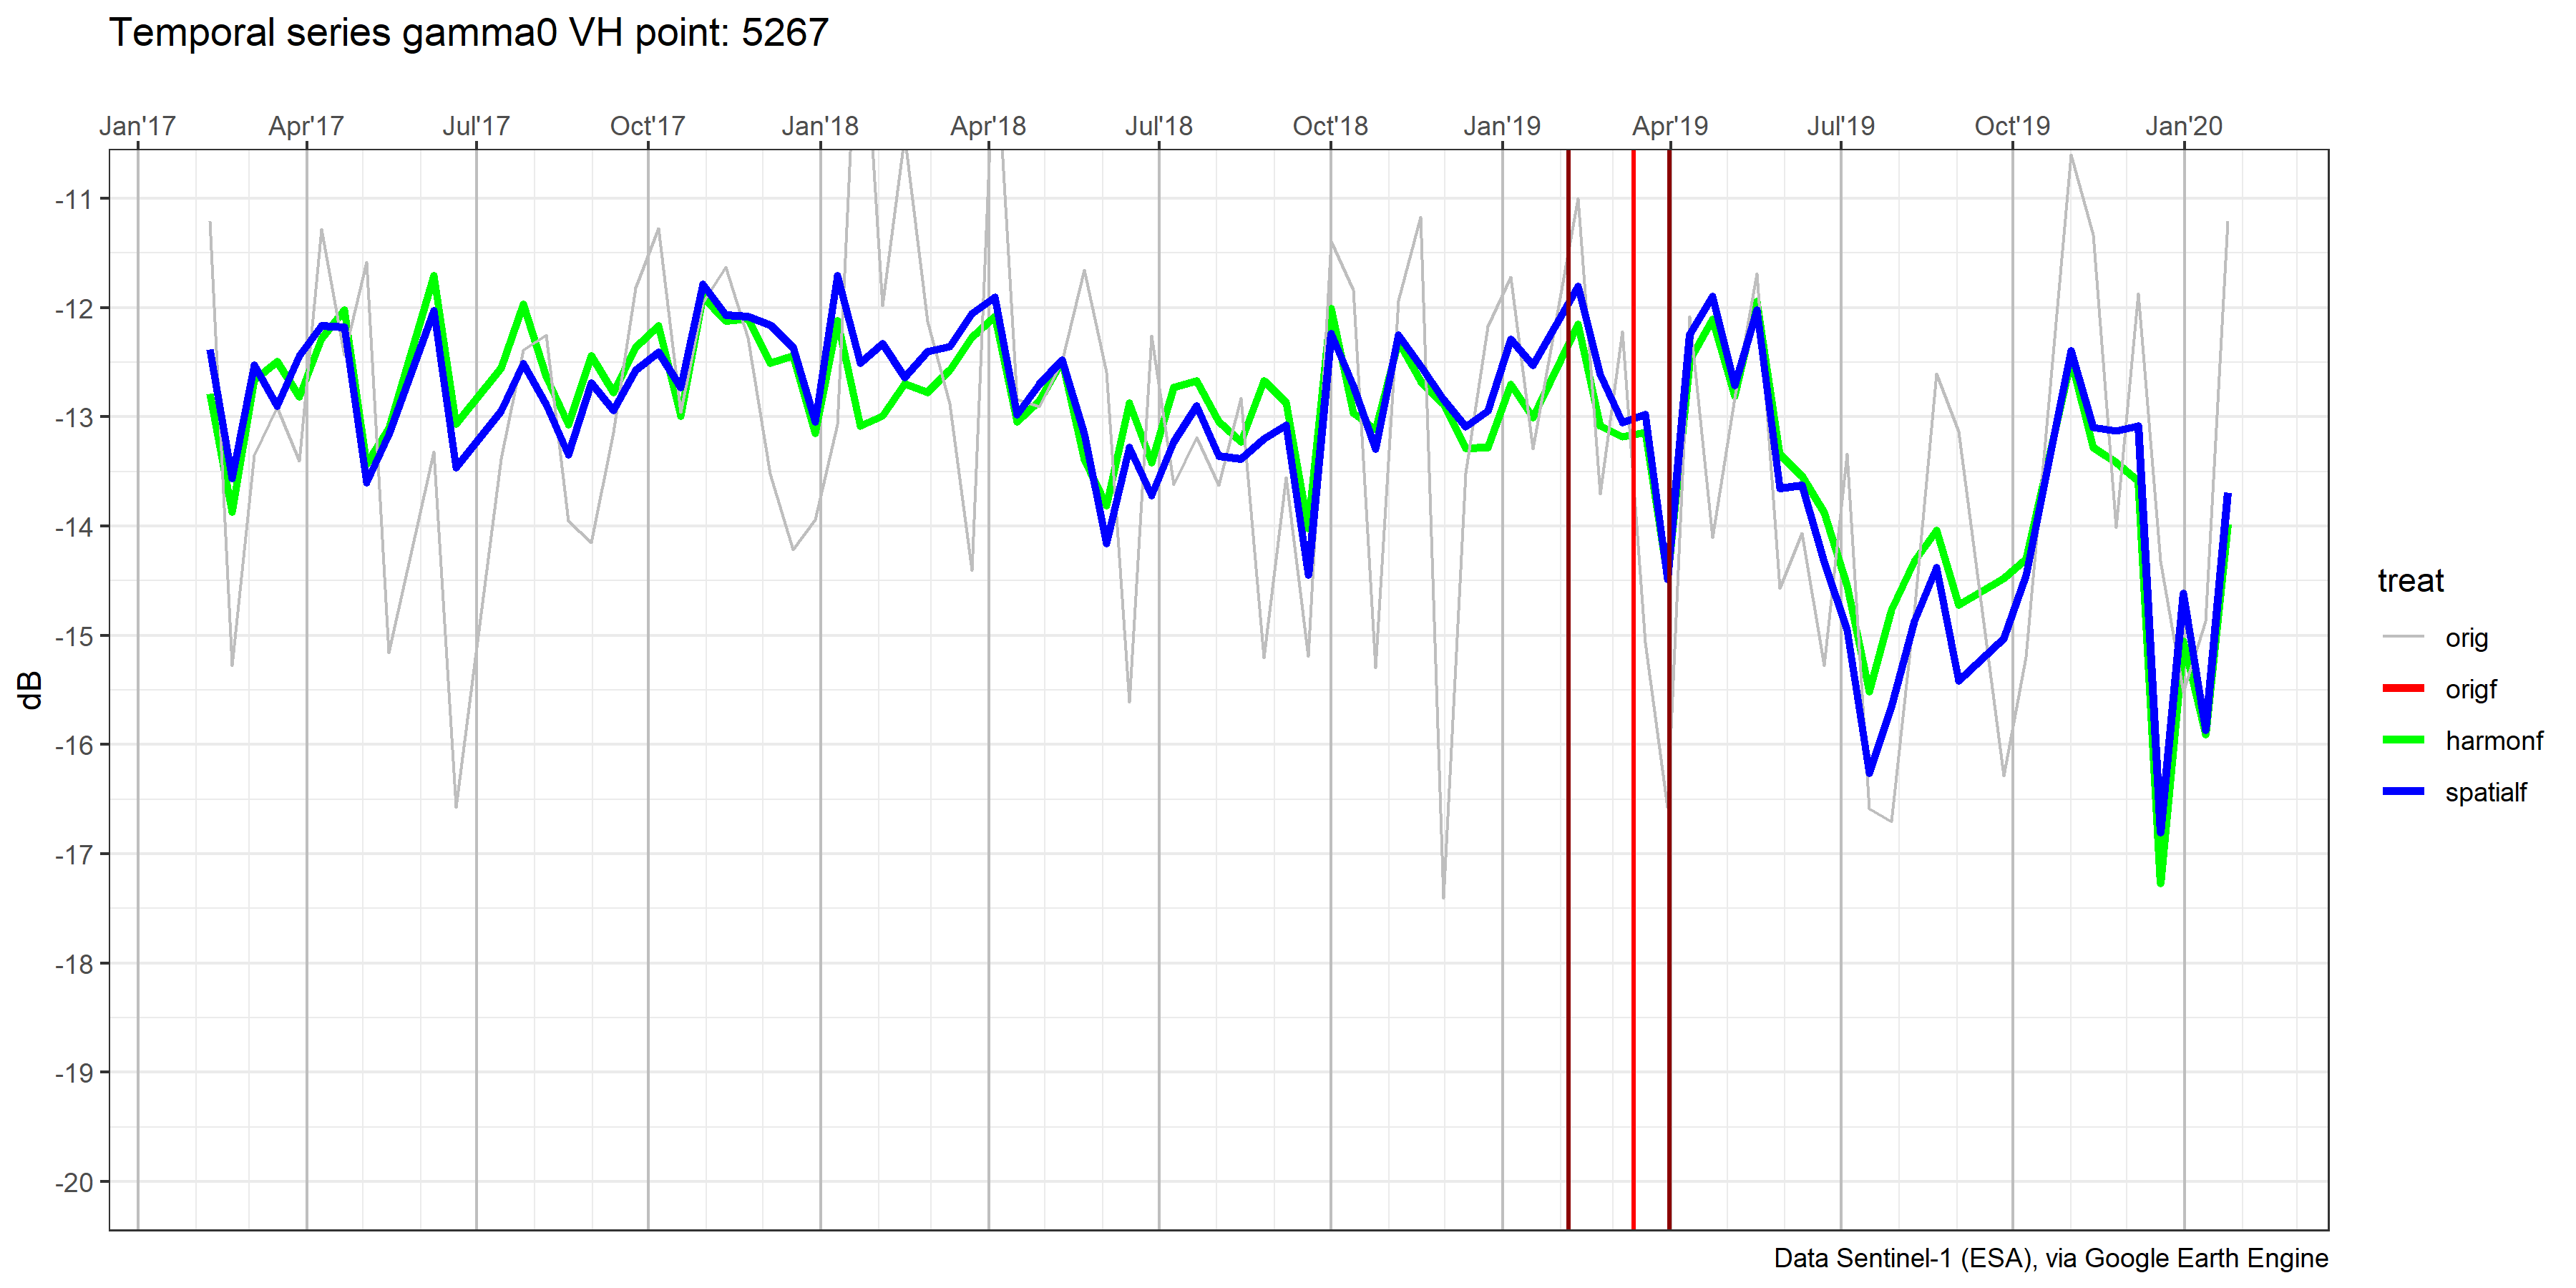 Temporal series gamma0 VH point: 5267
Jan'17 Apr'17 Jul'17 Oct'17 Jan'18 Apr'18 Jul'18 Oct'18 Jan'19 Apr'19 Jul'19 Oct'19 Jan'20
-11
-12
-13
-14
-15
-16
-17
-18
-19
-20
dB
treat
orig
origf
harmonf
spatialf
Data Sentinel-1 (ESA), via Google Earth Engine